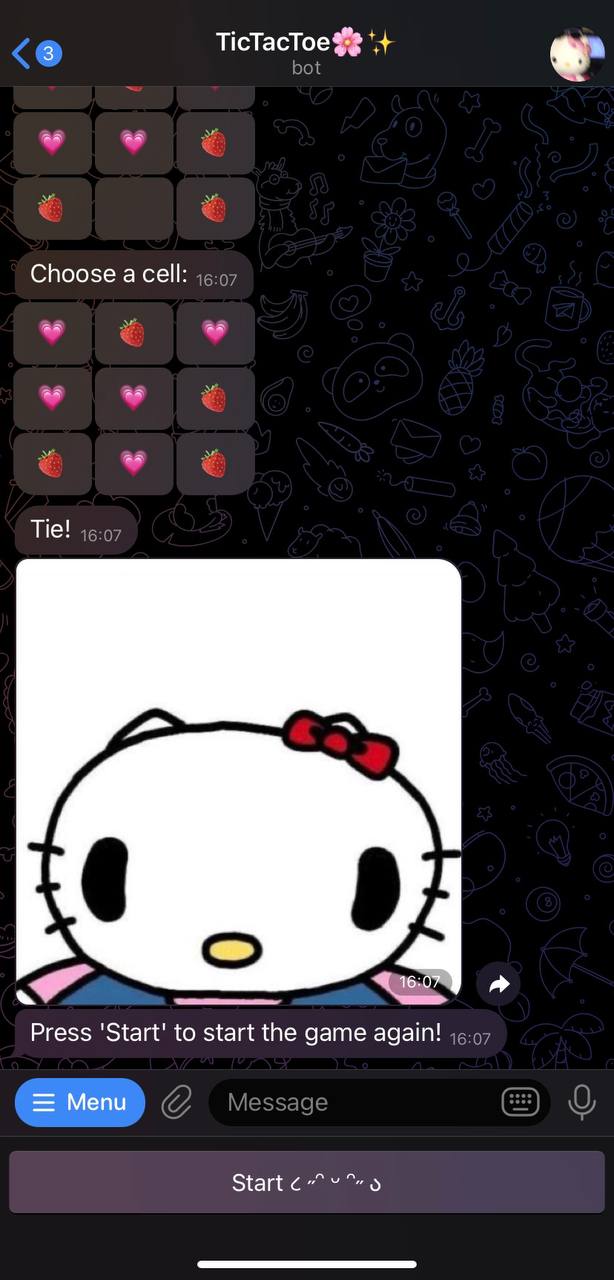 3
TicTacToe🌸✨
bot
💗 💗 🍓
🍓 🍓
Choose a cell: 16:07
💗 🍓 💗
💗 💗 🍓
🍓 💗 🍓
Tie! 16:07
16:07
Press 'Start' to start the game again! 16:07
Menu
Message
Start ૮ ˶ᵔ ᵕ ᵔ˶ ა